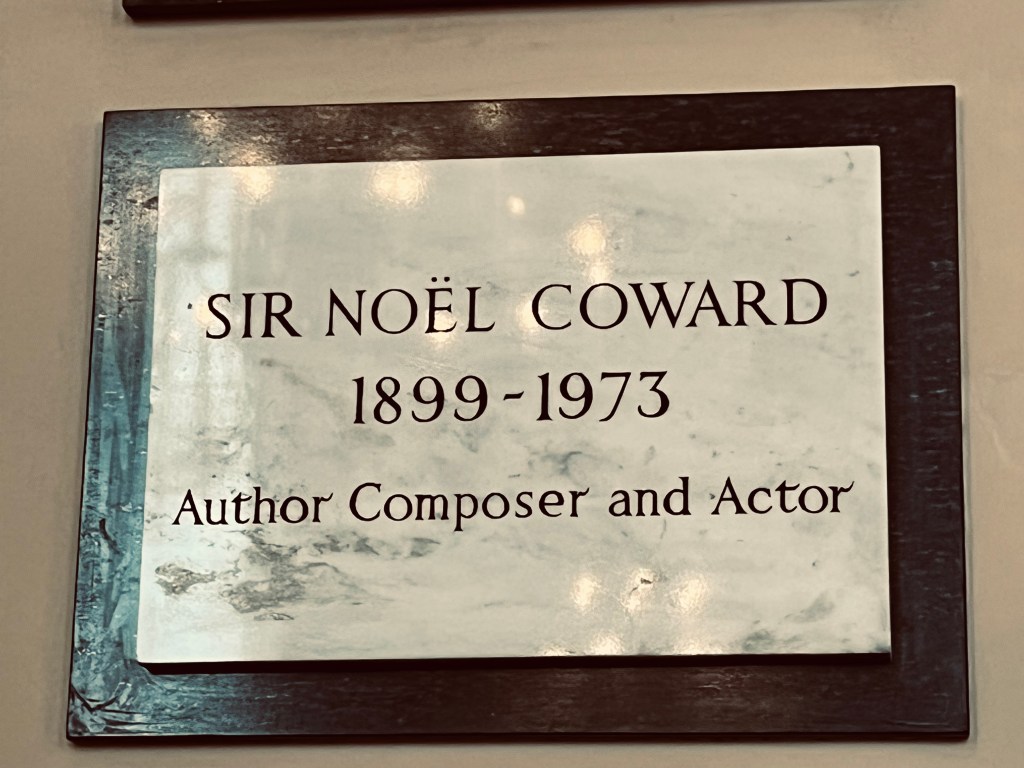 SIR NOËL COWARD
1899-1973
Author Composer and Actor